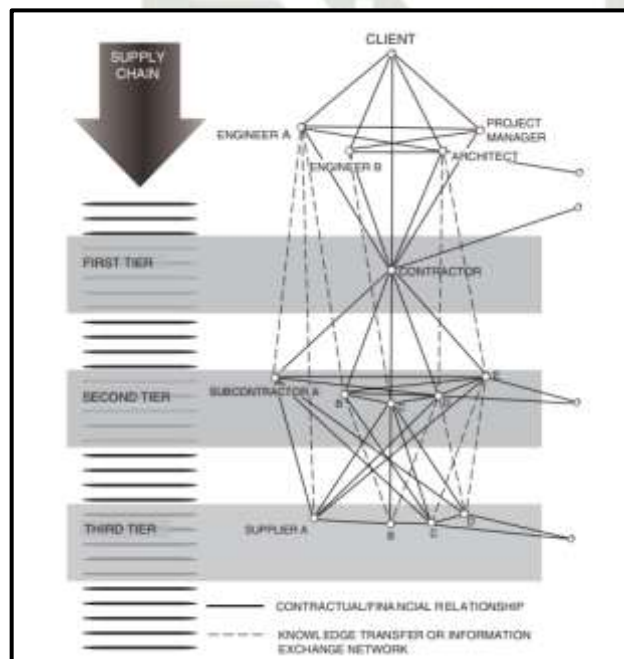 SUPPLY
CHAIN
CLIENT
ENGINEER A
PROJECT
MANAGER
ENGINEER B
ARCHITECT
FIRST TIER
CONTRACTOR
E
SUBCONTRACTOR A
SECOND TIER
B
THIRD TIER
SUPPLIER A
B
C
D
CONTRACTUAL/FINANCIAL RELATIONSHIP
KNOWLEDGE TRANSFER OR INFORMATION
EXCHANGE NETWORK